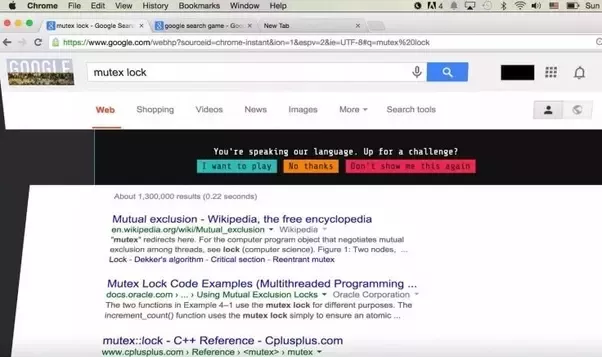 Chrome File Edit View History Bookmarks Window Help 4 Sun
mutex lock - Google Sear
google search game - Goo
New Tab
https://www.google.com/webhp?sourceid=chrome-instant&ion=1&espv=2&ie=UTF-8#q=mutex%20lock
GOOGLE
mutex lock
Web Shopping Videos News Images More Search tools
You're speaking our language. Up for a challenge?
I want to play No thanks Don't show me this again
About 1,300,000 results (0.22 seconds)
Mutual exclusion - Wikipedia, the free encyclopedia
en.wikipedia.org/wiki/Mutual_exclusion Wikipedia
"mutex" redirects here. For the computer program object that negotiates mutual
exclusion among threads, see lock (computer science). Figure 1: Two nodes, ...
Lock - Dekker's algorithm - Critical section - Reentrant mutex
Mutex Lock Code Examples (Multithreaded Programming ...
docs.oracle.com › ... › Using Mutual Exclusion Locks Oracle Corporation
The two functions in Example 4–1 use the mutex lock for different purposes. The
increment_count() function uses the mutex lock simply to ensure an atomic ...
mutex::lock - C++ Reference - Cplusplus.com
www.cplusplus.com › Reference › <mutex> › mutex